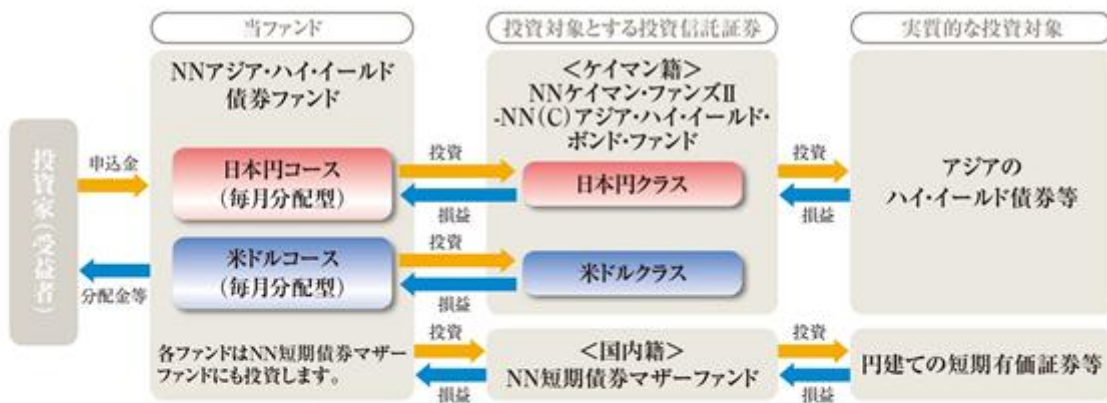 当ファンド
投資対象とする投資信託証券
実質的な投資対象
投資家(受益者)
申込金
分配金等
NNアジア・ハイ・イールド
債券ファンド
日本円コース
(毎月分配型)
米ドルコース
(毎月分配型)
各ファンドはNN短期債券マザー
ファンドにも投資します。
投資
損益
投資
損益
投資
損益
<ケイマン籍>
NNケイマン・ファンズⅡ
-NN(C)アジア・ハイ・イールド・
ボンド・ファンド
日本円クラス
米ドルクラス
<国内籍>
NN短期債券マザーファンド
投資
損益
投資
損益
アジアの
ハイ・イールド債券等
円建ての短期有価証券等